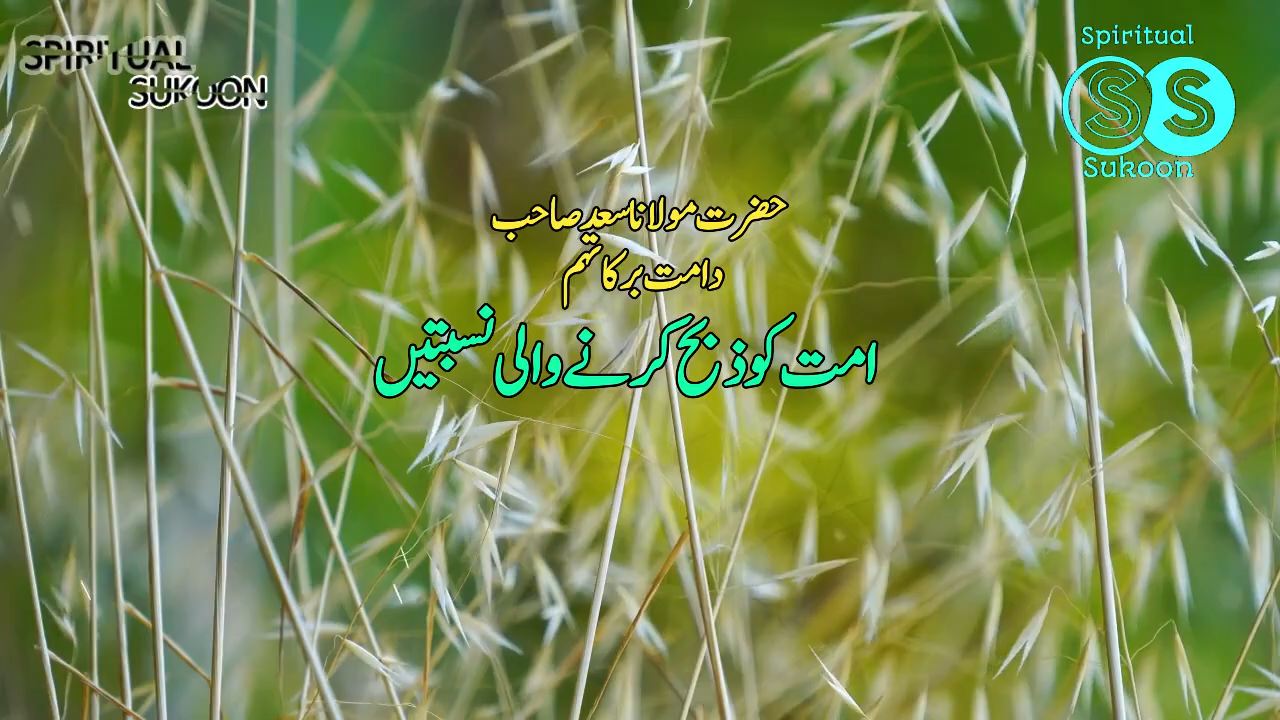 SPIRITUAL
SUKOON
Spiritual
SS
Sukoon
حضرت مولانا سعد صاحب
دامت برکاتہم
امت کو ذبح کرنے والی نسبتیں